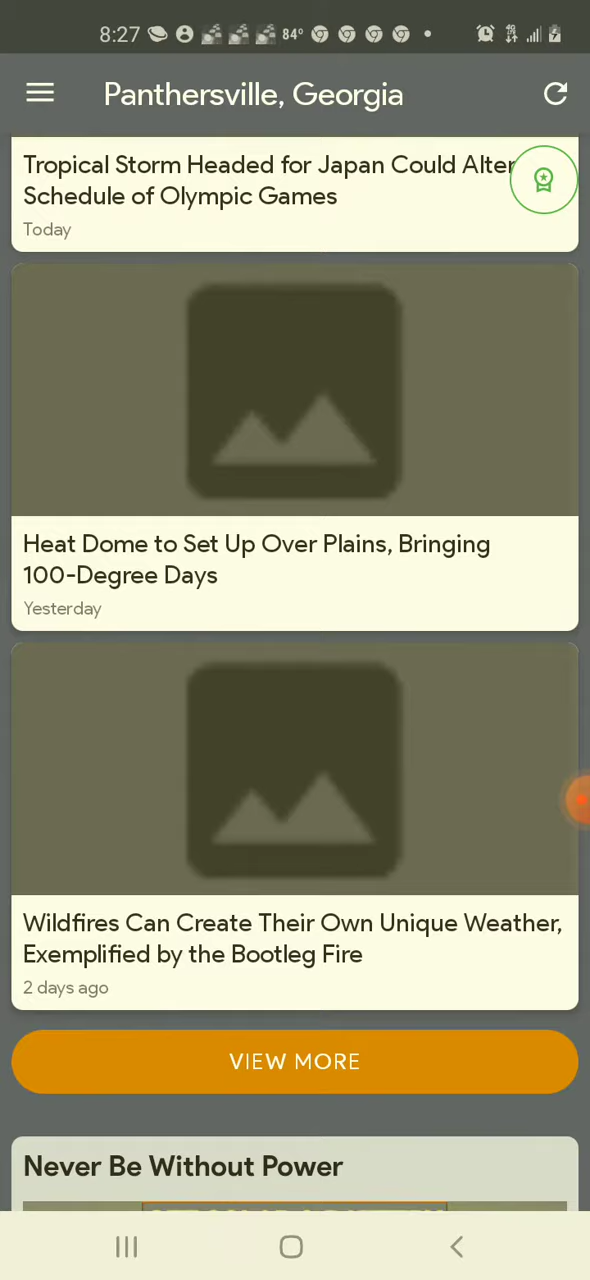 8:27
84°
4G
Panthersville, Georgia
Tropical Storm Headed for Japan Could Alter
Schedule of Olympic Games
Today
Heat Dome to Set Up Over Plains, Bringing
100-Degree Days
Yesterday
Wildfires Can Create Their Own Unique Weather,
Exemplified by the Bootleg Fire
2 days ago
VIEW MORE
Never Be Without Power